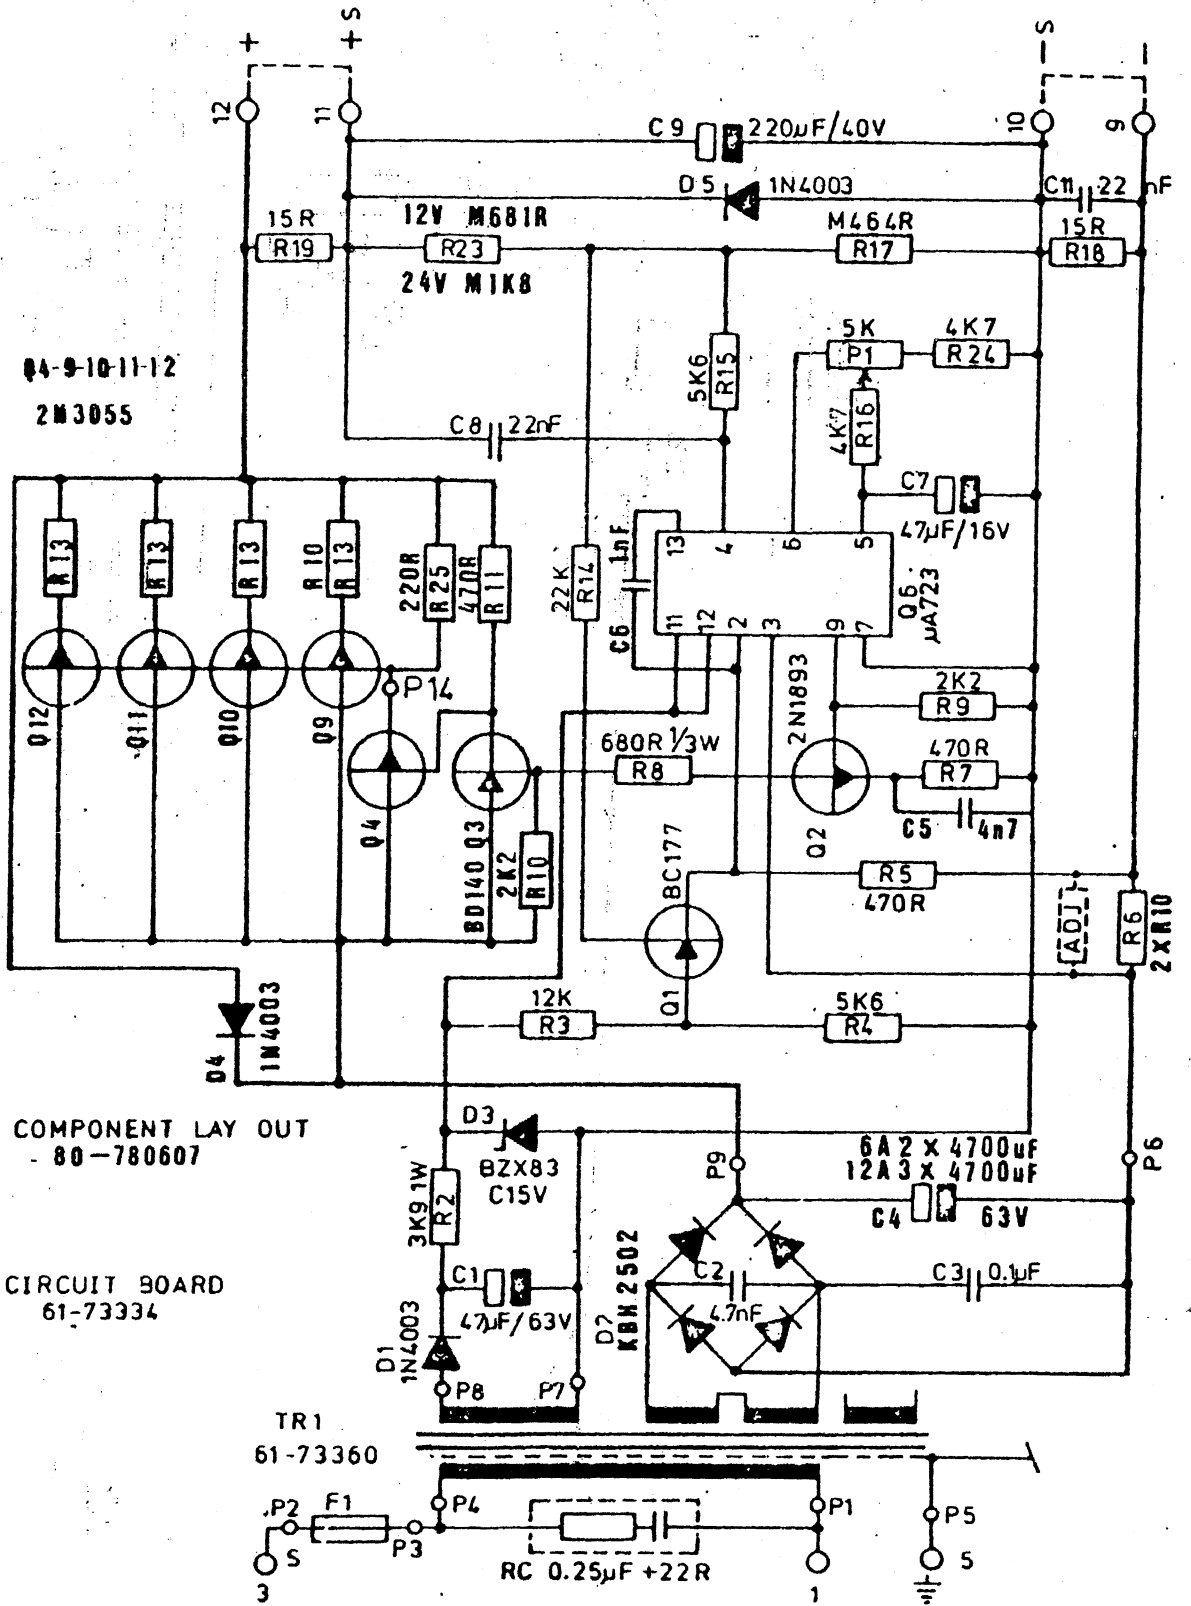 +
+S
-S
-
12
11
10
9
C9
220µF/40V
D5
1N4003
C11
22 nF
15R
R19
12V M681R
R23
24V M1K8
M464R
R17
15R
R18
Q4-9-10-11-12
2N3055
5K6
R15
5K
P1
4K7
R24
4K7
R16
C8
22nF
C7
47µF/16V
R13
R13
R13
R10
R13
220R
R25
470R
R11
22K
R14
1nF
C6
13
4
6
5
11
12
2
3
9
7
Q6
µA723
Q12
Q11
Q10
Q9
P14
Q4
BD140 Q3
2K2
R10
680R 1/3W
R8
2N1893
Q2
2K2
R9
470R
R7
C5
4n7
BC177
Q1
R5
470R
ADJ
R6
2XR10
12K
R3
5K6
R4
D4
1N4003
COMPONENT LAY OUT
80-780607
D3
BZX83
C15V
3K9 1W
R2
P9
6A 2 X 4700uF
12A 3 X 4700uF
C4
63V
P6
CIRCUIT BOARD
61-73334
C1
47µF/63V
D1
1N4003
D2
KBH2502
C2
4.7nF
C3
0.1µF
P8
P7
TR1
61-73360
P2
F1
P3
P4
P1
P5
S
3
RC 0.25µF+22R
1
5